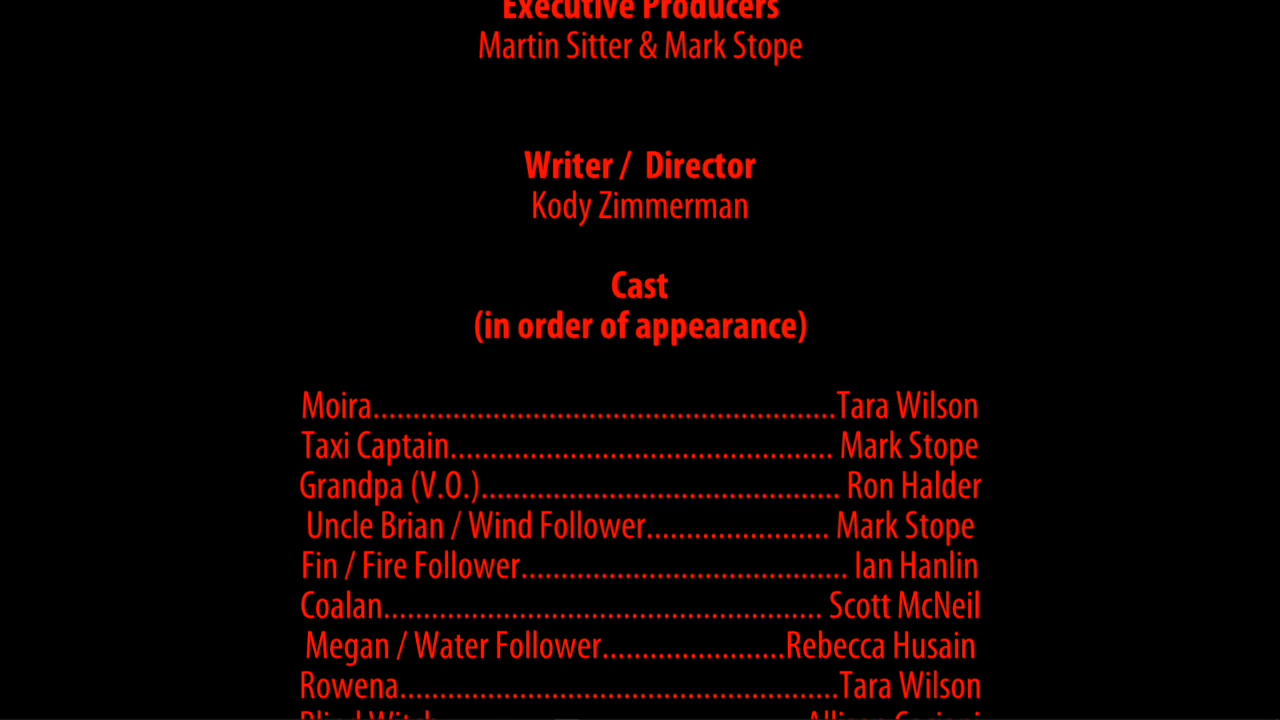 Executive Producers
Martin Sitter & Mark Stope
Writer / Director
Kody Zimmerman
Cast
(in order of appearance)
Moira..........................................................Tara Wilson
Taxi Captain................................................ Mark Stope
Grandpa (V.O.)............................................. Ron Halder
Uncle Brian / Wind Follower....................... Mark Stope
Fin / Fire Follower......................................... Ian Hanlin
Coalan....................................................... Scott McNeil
Megan / Water Follower.......................Rebecca Husain
Rowena.......................................................Tara Wilson
Blind Witch